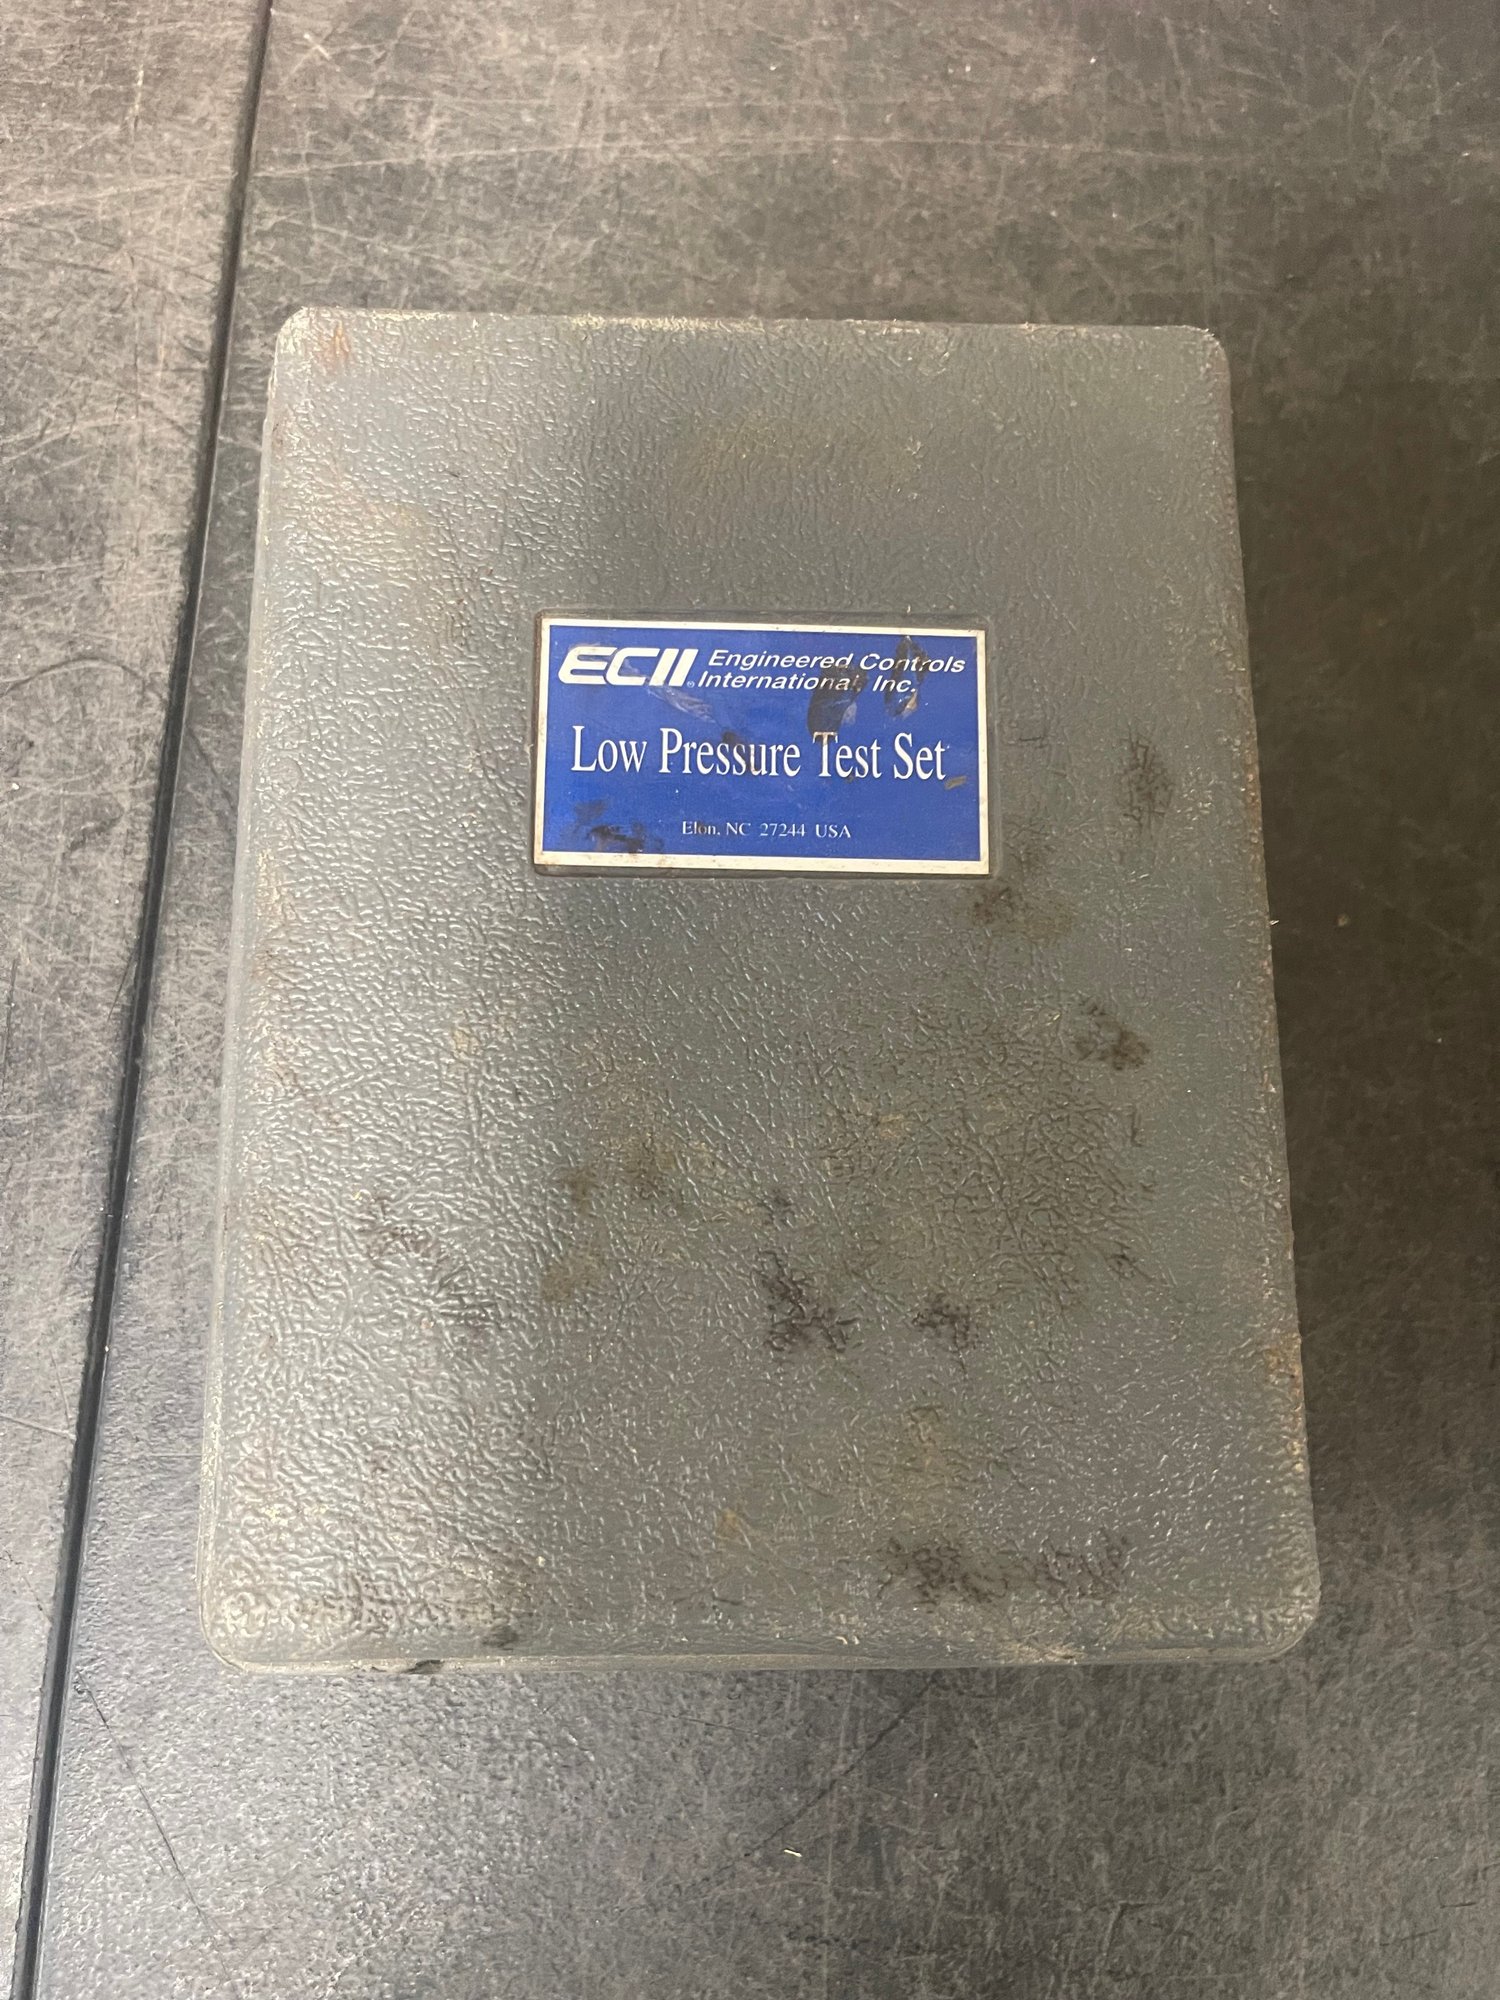 ECII® Engineered Controls
International, Inc.
Low Pressure Test Set
Elon, NC 27244 USA